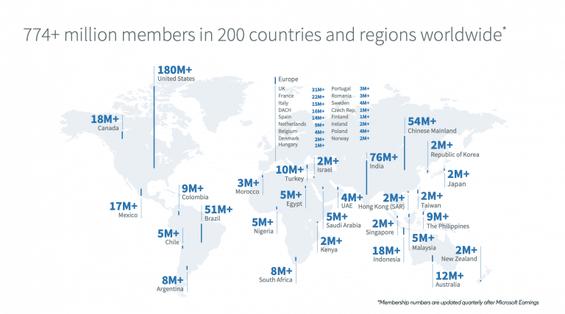 774+ million members in 200 countries and regions worldwide*
180M+
United States
18M+
Canada
17M+
Mexico
9M+
Colombia
51M+
Brazil
5M+
Chile
8M+
Argentina
Europe
UK 31M+
France 22M+
Italy 15M+
DACH 16M+
Spain 14M+
Netherlands 9M+
Belgium 4M+
Denmark 2M+
Hungary 1M+
Portugal 3M+
Romania 3M+
Sweden 4M+
Czech Rep. 1M+
Finland 1M+
Ireland 2M+
Poland 4M+
Norway 2M+
10M+
Turkey
2M+
Israel
3M+
Morocco
5M+
Egypt
4M+
UAE
5M+
Saudi Arabia
5M+
Nigeria
2M+
Kenya
8M+
South Africa
76M+
India
54M+
Chinese Mainland
2M+
Republic of Korea
2M+
Japan
2M+
Hong Kong (SAR)
2M+
Taiwan
9M+
The Philippines
2M+
Singapore
18M+
Indonesia
5M+
Malaysia
2M+
New Zealand
12M+
Australia
*Membership numbers are updated quarterly after Microsoft Earnings